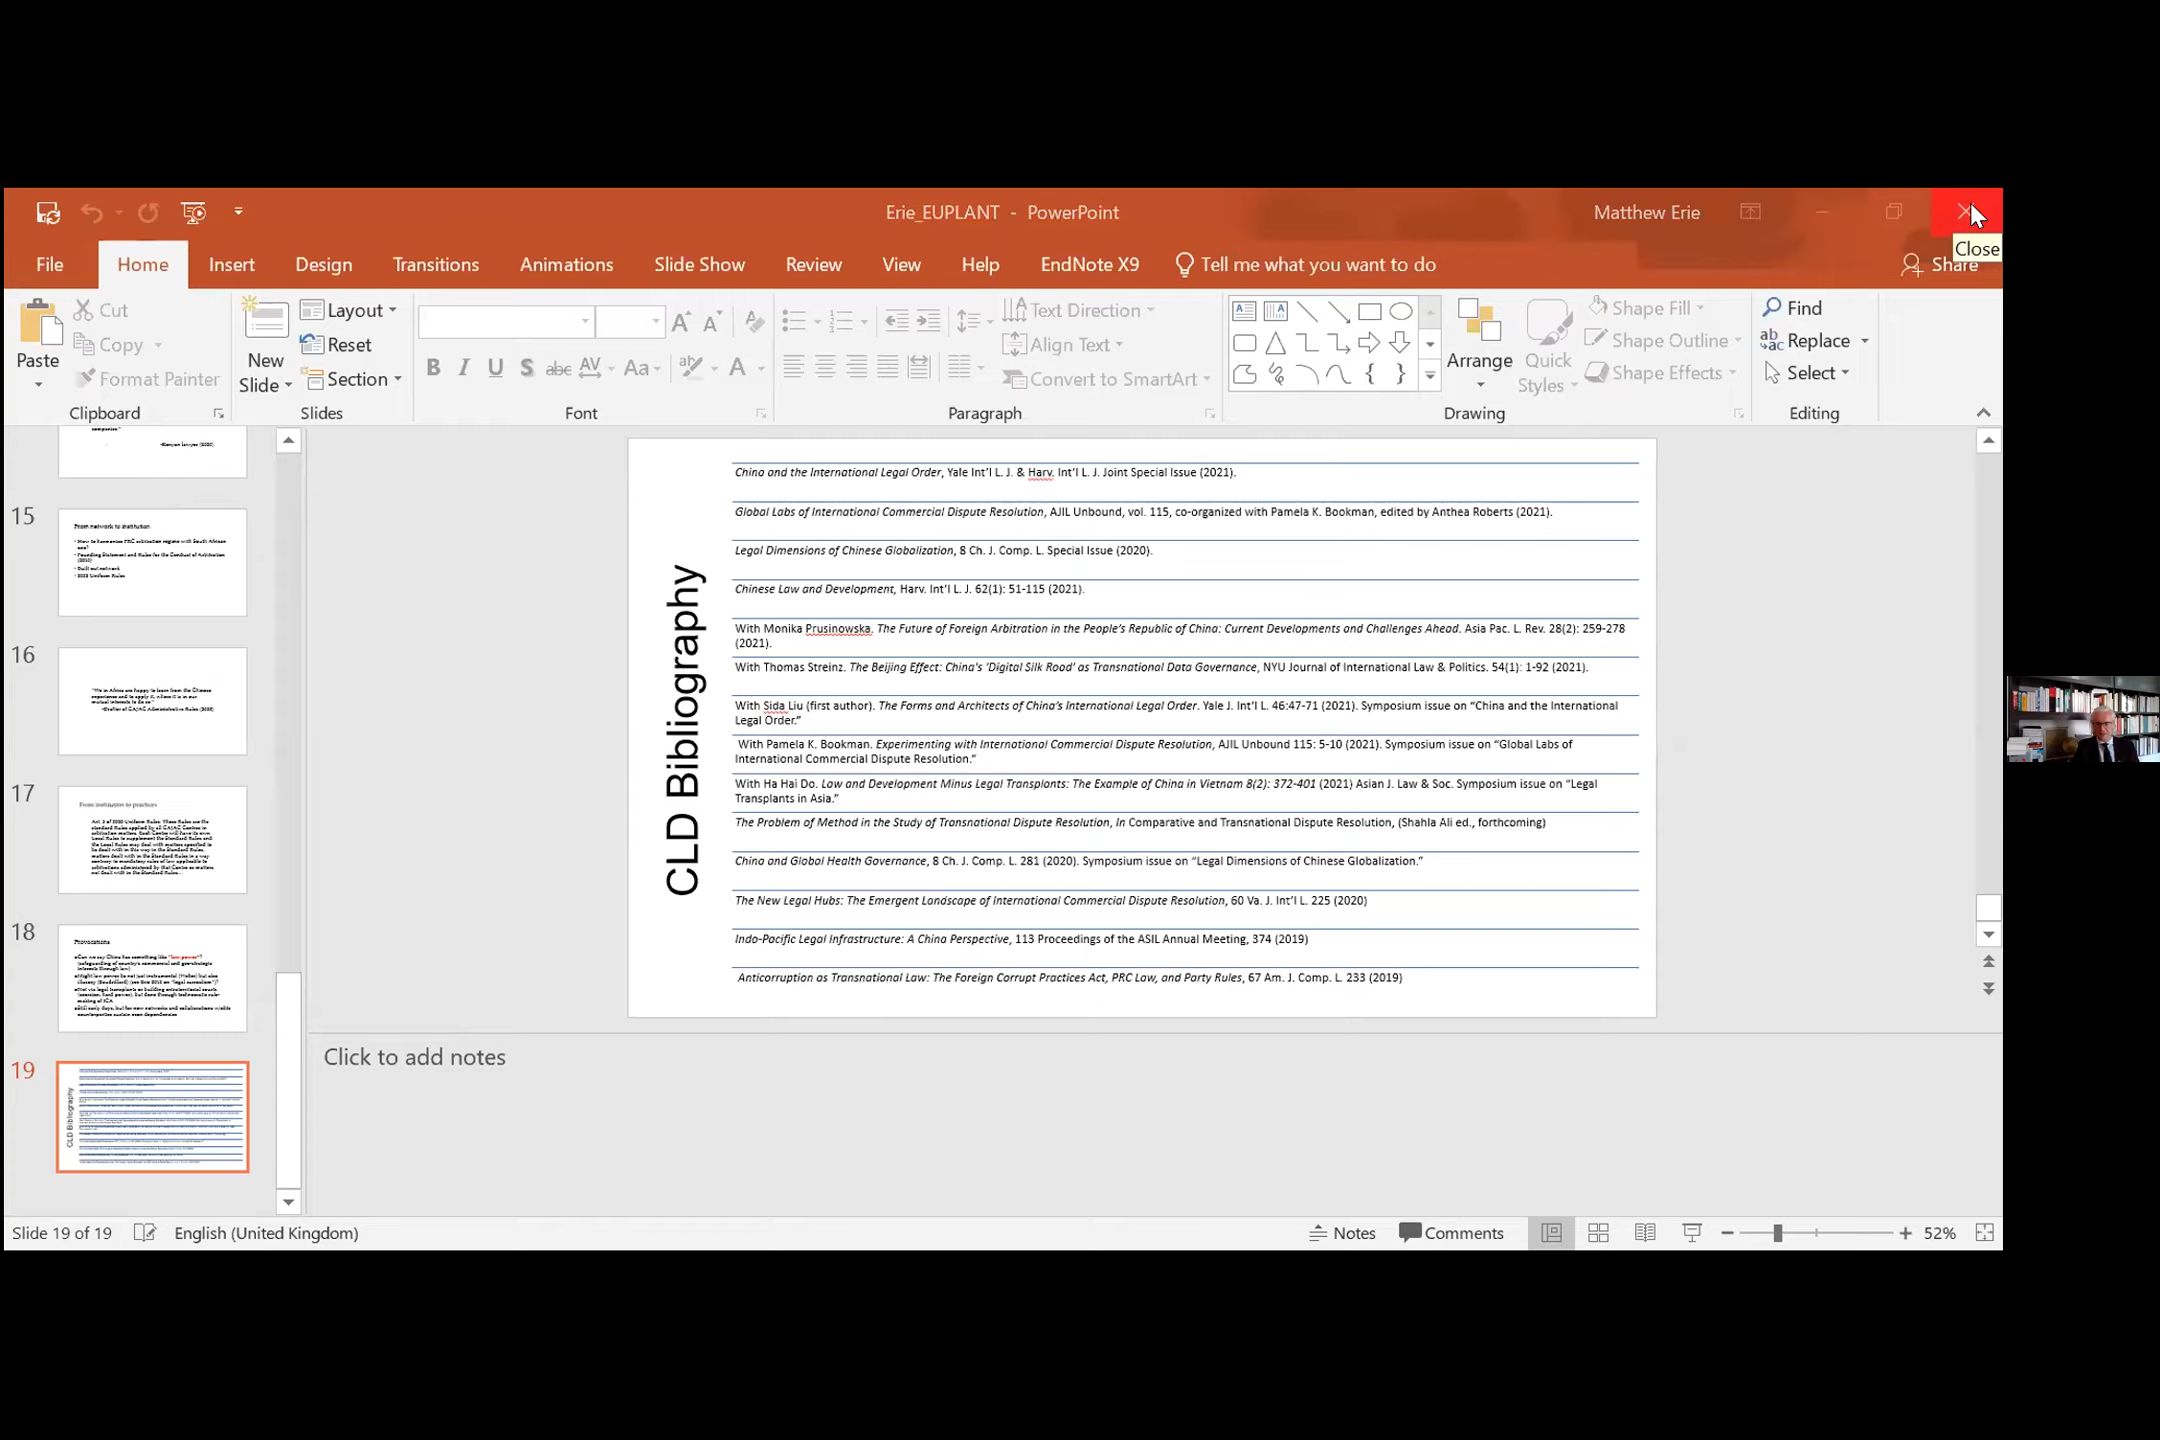 Erie_EUPLANT - PowerPoint
Matthew Erie
Close
File
Home
Insert
Design
Transitions
Animations
Slide Show
Review
View
Help
EndNote X9
Tell me what you want to do
Share
Paste
Cut
Copy
Format Painter
Clipboard
New
Slide
Layout
Reset
Section
Slides
Font
Text Direction
Align Text
Convert to SmartArt
Paragraph
Arrange
Quick
Styles
Shape Fill
Shape Outline
Shape Effects
Drawing
Find
Replace
Select
Editing
-Kenyan lawyer (2020)
15
From network to institution
16
17
From institution to practices
18
Provocations
19
CLD Bibliography
CLD Bibliography
China and the International Legal Order, Yale Int'l L. J. & Harv. Int'l L. J. Joint Special Issue (2021).
Global Labs of International Commercial Dispute Resolution, AJIL Unbound, vol. 115, co-organized with Pamela K. Bookman, edited by Anthea Roberts (2021).
Legal Dimensions of Chinese Globalization, 8 Ch. J. Comp. L. Special Issue (2020).
Chinese Law and Development, Harv. Int'l L. J. 62(1): 51-115 (2021).
With Monika Prusinowska. The Future of Foreign Arbitration in the People's Republic of China: Current Developments and Challenges Ahead. Asia Pac. L. Rev. 28(2): 259-278
(2021).
With Thomas Streinz. The Beijing Effect: China's 'Digital Silk Road' as Transnational Data Governance, NYU Journal of International Law & Politics. 54(1): 1-92 (2021).
With Sida Liu (first author). The Forms and Architects of China's International Legal Order. Yale J. Int'l L. 46:47-71 (2021). Symposium issue on "China and the International
Legal Order."
With Pamela K. Bookman. Experimenting with International Commercial Dispute Resolution, AJIL Unbound 115: 5-10 (2021). Symposium issue on "Global Labs of
International Commercial Dispute Resolution."
With Ha Hai Do. Law and Development Minus Legal Transplants: The Example of China in Vietnam 8(2): 372-401 (2021) Asian J. Law & Soc. Symposium issue on "Legal
Transplants in Asia."
The Problem of Method in the Study of Transnational Dispute Resolution, In Comparative and Transnational Dispute Resolution, (Shahla Ali ed., forthcoming)
China and Global Health Governance, 8 Ch. J. Comp. L. 281 (2020). Symposium issue on "Legal Dimensions of Chinese Globalization."
The New Legal Hubs: The Emergent Landscape of International Commercial Dispute Resolution, 60 Va. J. Int'l L. 225 (2020)
Indo-Pacific Legal Infrastructure: A China Perspective, 113 Proceedings of the ASIL Annual Meeting, 374 (2019)
Anticorruption as Transnational Law: The Foreign Corrupt Practices Act, PRC Law, and Party Rules, 67 Am. J. Comp. L. 233 (2019)
Click to add notes
Slide 19 of 19
English (United Kingdom)
Notes
Comments
52%